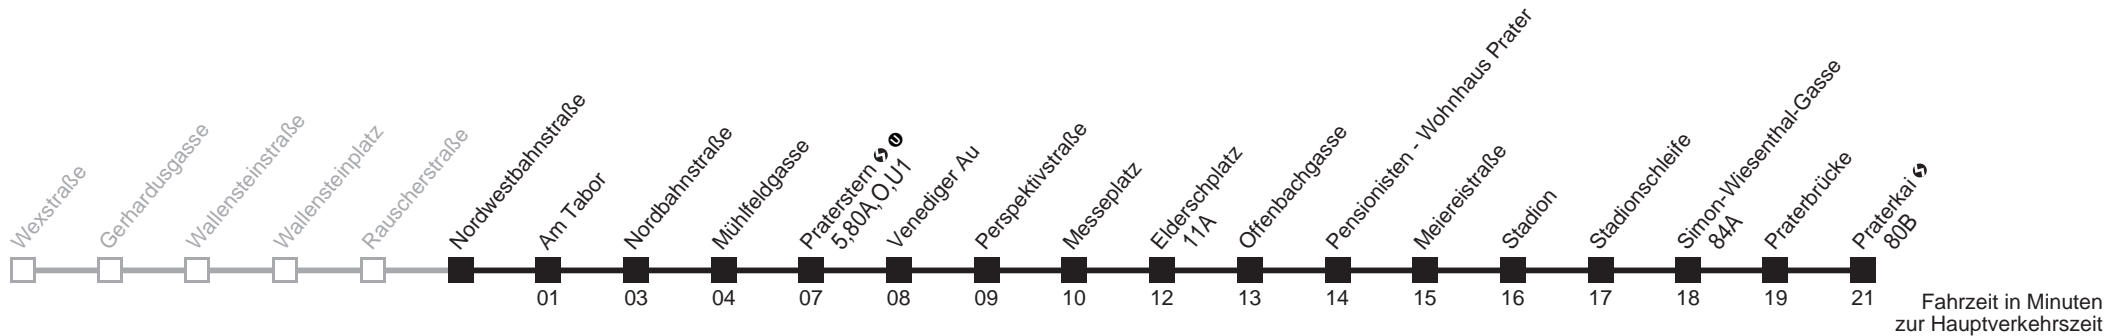 Wexstraße
Gerhardusgasse
Wallensteinstraße
Wallensteinplatz
Rauscherstraße
Nordwestbahnstraße
Am Tabor
Nordbahnstraße
Mühlfeldgasse
Praterstern S U
5,80A,O,U1
Venediger Au
Perspektivstraße
Messeplatz
Elderschplatz
11A
Offenbachgasse
Pensionisten - Wohnhaus Prater
Meiereistraße
Stadion
Stadionschleife
Simon-Wiesenthal-Gasse
84A
Praterbrücke
Praterkai S
80B
01 03 04 07 08 09 10 12 13 14 15 16 17 18 19 21
Fahrzeit in Minuten
zur Hauptverkehrszeit